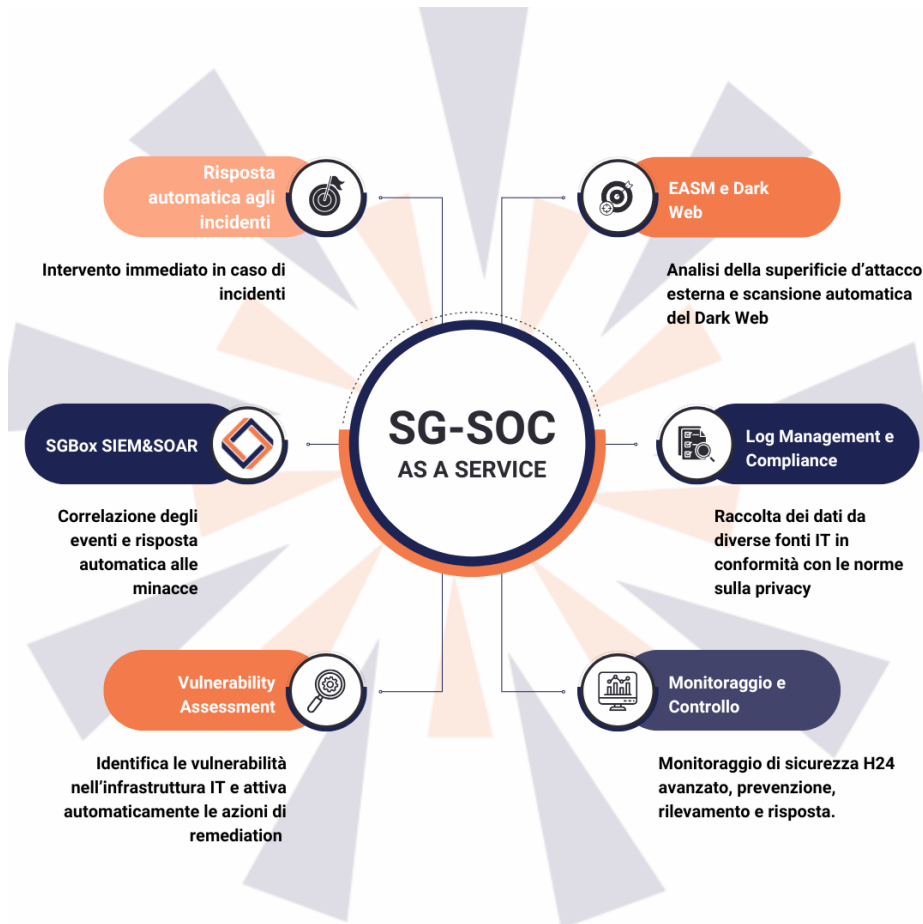 Risposta
automatica agli
incidenti
Intervento immediato in caso di
incidenti
EASM e Dark
Web
Analisi della superificie d'attacco
esterna e scansione automatica
del Dark Web
SG-SOC
AS A SERVICE
SGBox SIEM&SOAR
Correlazione degli
eventi e risposta
automatica alle
minacce
Log Management e
Compliance
Raccolta dei dati da
diverse fonti IT in
conformità con le norme
sulla privacy
Vulnerability
Assessment
Identifica le vulnerabilità
nell'infrastruttura IT e attiva
automaticamente le azioni di
remediation
Monitoraggio e
Controllo
Monitoraggio di sicurezza H24
avanzato, prevenzione,
rilevamento e risposta.